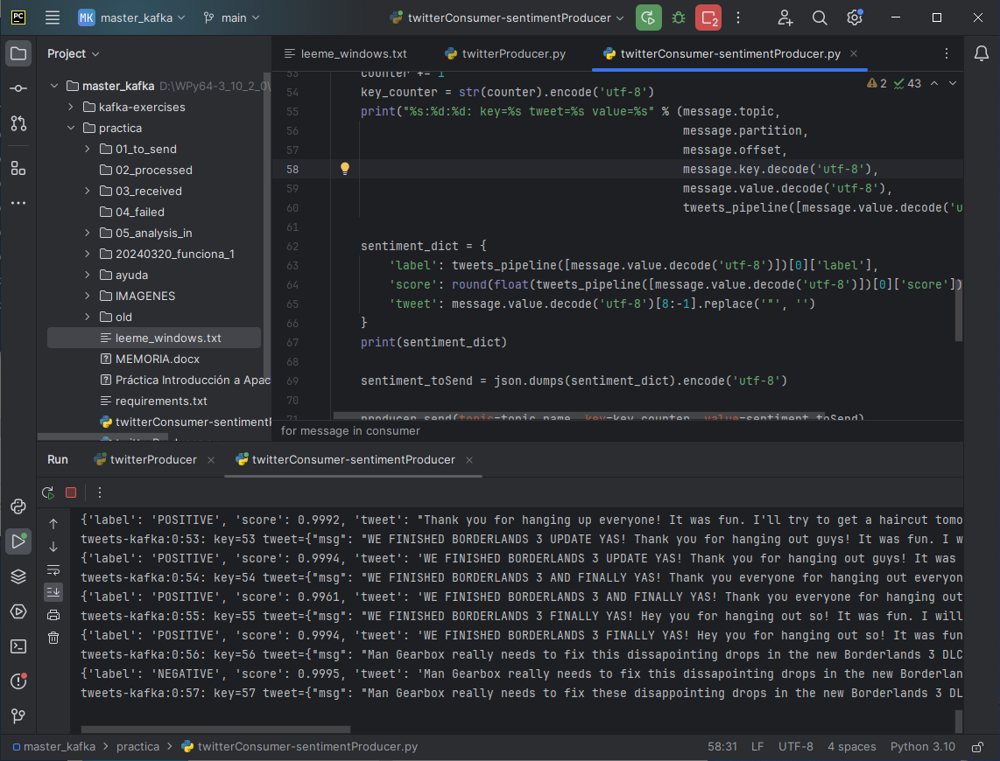 PC
MK
master_kafka
main
twitterConsumer-sentimentProducer
2
Project
leeme_windows.txt
twitterProducer.py
twitterConsumer-sentimentProducer.py
master_kafka D:\WPy64-3_10_2_0\
kafka-exercises
practica
01_to_send
02_processed
03_received
04_failed
05_analysis_in
20240320_funciona_1
ayuda
IMAGENES
old
leeme_windows.txt
MEMORIA.docx
Práctica Introducción a Apac
requirements.txt
twitterConsumer-sentimentF
2 43
53 counter += 1
54 key_counter = str(counter).encode('utf-8')
55 print("%s:%d:%d: key=%s tweet=%s value=%s" % (message.topic,
56 message.partition,
57 message.offset,
58 message.key.decode('utf-8'),
59 message.value.decode('utf-8'),
60 tweets_pipeline([message.value.decode('u
61
62 sentiment_dict = {
63 'label': tweets_pipeline([message.value.decode('utf-8')])[0]['label'],
64 'score': round(float(tweets_pipeline([message.value.decode('utf-8')])[0]['score'])
65 'tweet': message.value.decode('utf-8')[8:-1].replace('"', '')
66 }
67 print(sentiment_dict)
68
69 sentiment_toSend = json.dumps(sentiment_dict).encode('utf-8')
70
71 producer.send(topic=topic_name, key=key_counter, value=sentiment_toSend)
for message in consumer
Run
twitterProducer
twitterConsumer-sentimentProducer
{'label': 'POSITIVE', 'score': 0.9992, 'tweet': "Thank you for hanging up everyone! It was fun. I'll try to get a haircut tomo
tweets-kafka:0:53: key=53 tweet={"msg": "WE FINISHED BORDERLANDS 3 UPDATE YAS! Thank you for hanging out guys! It was fun. I w
{'label': 'POSITIVE', 'score': 0.9994, 'tweet': 'WE FINISHED BORDERLANDS 3 UPDATE YAS! Thank you for hanging out guys! It was
tweets-kafka:0:54: key=54 tweet={"msg": "WE FINISHED BORDERLANDS 3 AND FINALLY YAS! Thank you everyone for hanging out everyon
{'label': 'POSITIVE', 'score': 0.9961, 'tweet': 'WE FINISHED BORDERLANDS 3 AND FINALLY YAS! Thank you everyone for hanging out
tweets-kafka:0:55: key=55 tweet={"msg": "WE FINISHED BORDERLANDS 3 FINALLY YAS! Hey you for hanging out so! It was fun. I will
{'label': 'POSITIVE', 'score': 0.9994, 'tweet': 'WE FINISHED BORDERLANDS 3 FINALLY YAS! Hey you for hanging out so! It was fun
tweets-kafka:0:56: key=56 tweet={"msg": "Man Gearbox really needs to fix this dissapointing drops in the new Borderlands 3 DLC
{'label': 'NEGATIVE', 'score': 0.9995, 'tweet': 'Man Gearbox really needs to fix this dissapointing drops in the new Borderlan
tweets-kafka:0:57: key=57 tweet={"msg": "Man Gearbox really needs to fix these disappointing drops in the new Borderlands 3 DL
master_kafka > practica > twitterConsumer-sentimentProducer.py
58:31 LF UTF-8 4 spaces Python 3.10